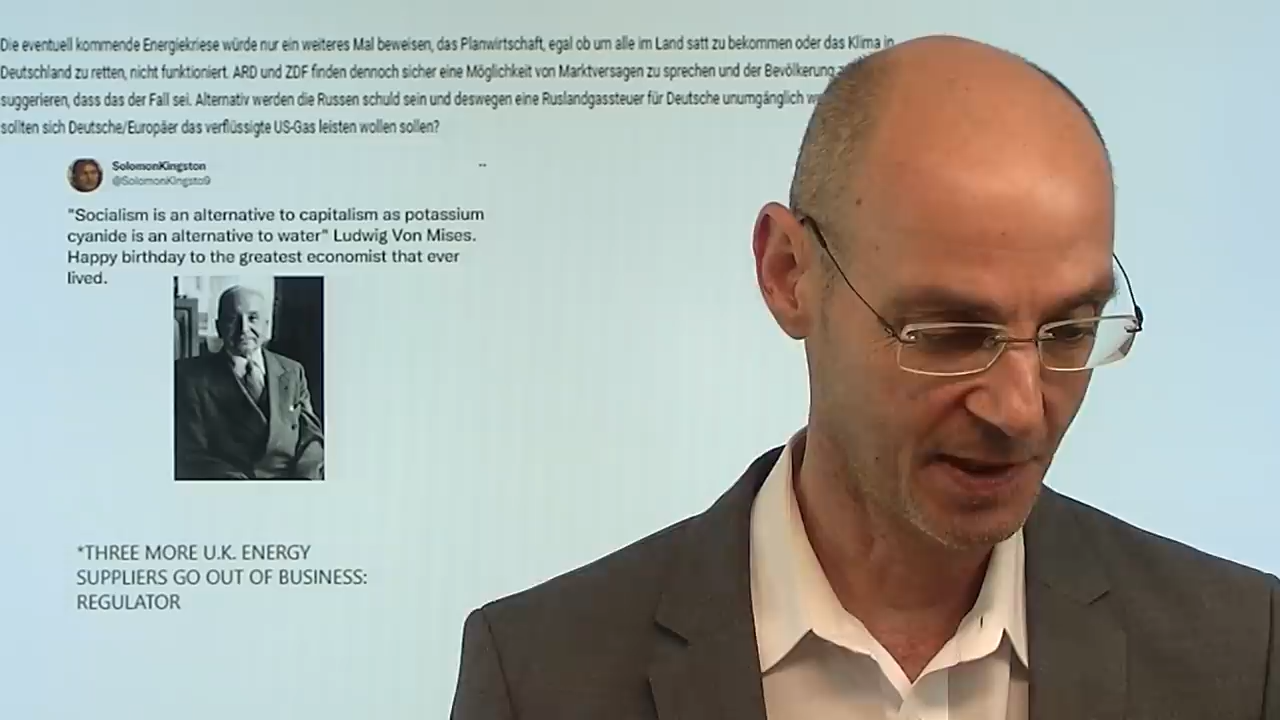 Die eventuell kommende Energiekriese würde nur ein weiteres Mal beweisen, das Planwirtschaft, egal ob um alle im Land satt zu bekommen oder das Klima in
Deutschland zu retten, nicht funktioniert. ARD und ZDF finden dennoch sicher eine Möglichkeit von Marktversagen zu sprechen und der Bevölkerung
suggerieren, dass das der Fall sei. Alternativ werden die Russen schuld sein und deswegen eine Ruslandgassteuer für Deutsche unumgänglich
sollten sich Deutsche/Europäer das verflüssigte US-Gas leisten wollen sollen?
SolomonKingston
@SolomonKingsto9
"Socialism is an alternative to capitalism as potassium
cyanide is an alternative to water" Ludwig Von Mises.
Happy birthday to the greatest economist that ever
lived.
*THREE MORE U.K. ENERGY
SUPPLIERS GO OUT OF BUSINESS:
REGULATOR